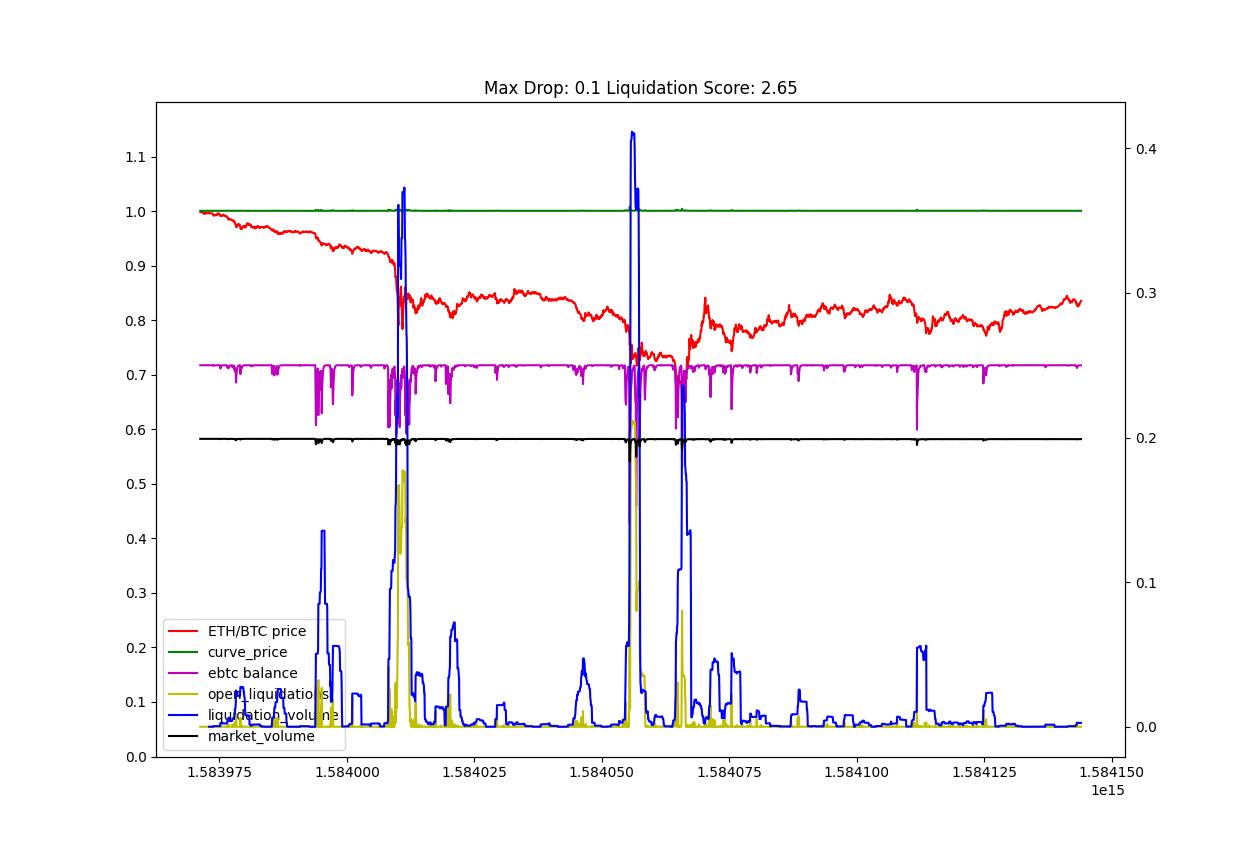 Max Drop: 0.1 Liquidation Score: 2.65
1.1
1.0
0.9
0.8
0.7
0.6
0.5
0.4
0.3
0.2
0.1
0.0
0.4
0.3
0.2
0.1
0.0
ETH/BTC price
curve_price
ebtc balance
open_liquidations
liquidation_volume
market_volume
1.583975 1.584000 1.584025 1.584050 1.584075 1.584100 1.584125 1.584150
1e15